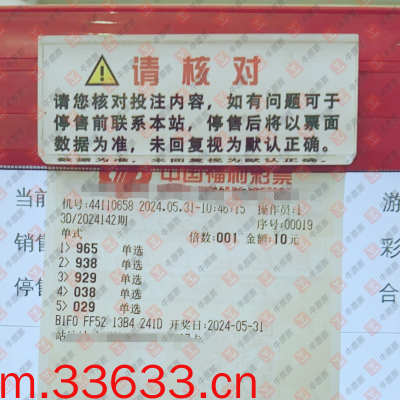 请核对
请您核对投注内容，如有问题可于
停售前联系本站，停售后将以票面
数据为准，未回复视为默认正确。
中国福利彩票
机号:44110658 2024.05.31-10:46:15 操作员:1
3D/2024142期 序号:00019
单式 倍数:001 金额:10元
1> 965 单选
2> 938 单选
3> 929 单选
4> 038 单选
5> 029 单选
B1F0 FF52 13B4 241D 开奖日:2024-05-31
当前
销售
停售
游
彩
合
m.33633.cn